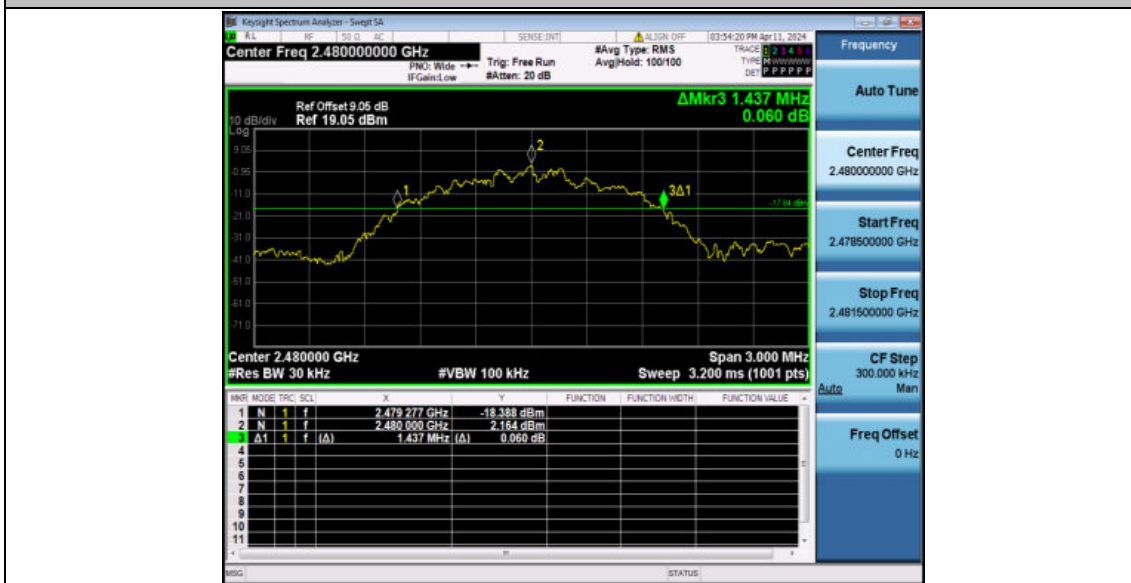 Keysight Spectrum Analyzer - Swept SA
RL RF 50 Ω AC SENSE:INT ALIGN OFF 03:54:20 PM Apr 11, 2024
Center Freq 2.480000000 GHz
PNO: Wide
IFGain:Low
Trig: Free Run
#Atten: 20 dB
#Avg Type: RMS
Avg|Hold: 100/100
TRACE 1 2 3 4 5 6
TYPE M WWWWW
DET P P P P P P
Frequency
Auto Tune
Center Freq
2.480000000 GHz
Start Freq
2.478500000 GHz
Stop Freq
2.481500000 GHz
CF Step
300.000 kHz
Auto Man
Freq Offset
0 Hz
ΔMkr3 1.437 MHz
0.060 dB
Ref Offset 9.05 dB
10 dB/div Ref 19.05 dBm
Log
9.05
-0.95
-11.0
-21.0
-31.0
-41.0
-51.0
-61.0
-71.0
1
2
3Δ1
-17.84 dBm
Center 2.480000 GHz Span 3.000 MHz
#Res BW 30 kHz #VBW 100 kHz Sweep 3.200 ms (1001 pts)
MKR MODE TRC SCL X Y FUNCTION FUNCTION WIDTH FUNCTION VALUE
1 N 1 f 2.479 277 GHz -18.388 dBm
2 N 1 f 2.480 000 GHz 2.164 dBm
3 Δ1 1 f (Δ) 1.437 MHz (Δ) 0.060 dB
4
5
6
7
8
9
10
11
MSG STATUS